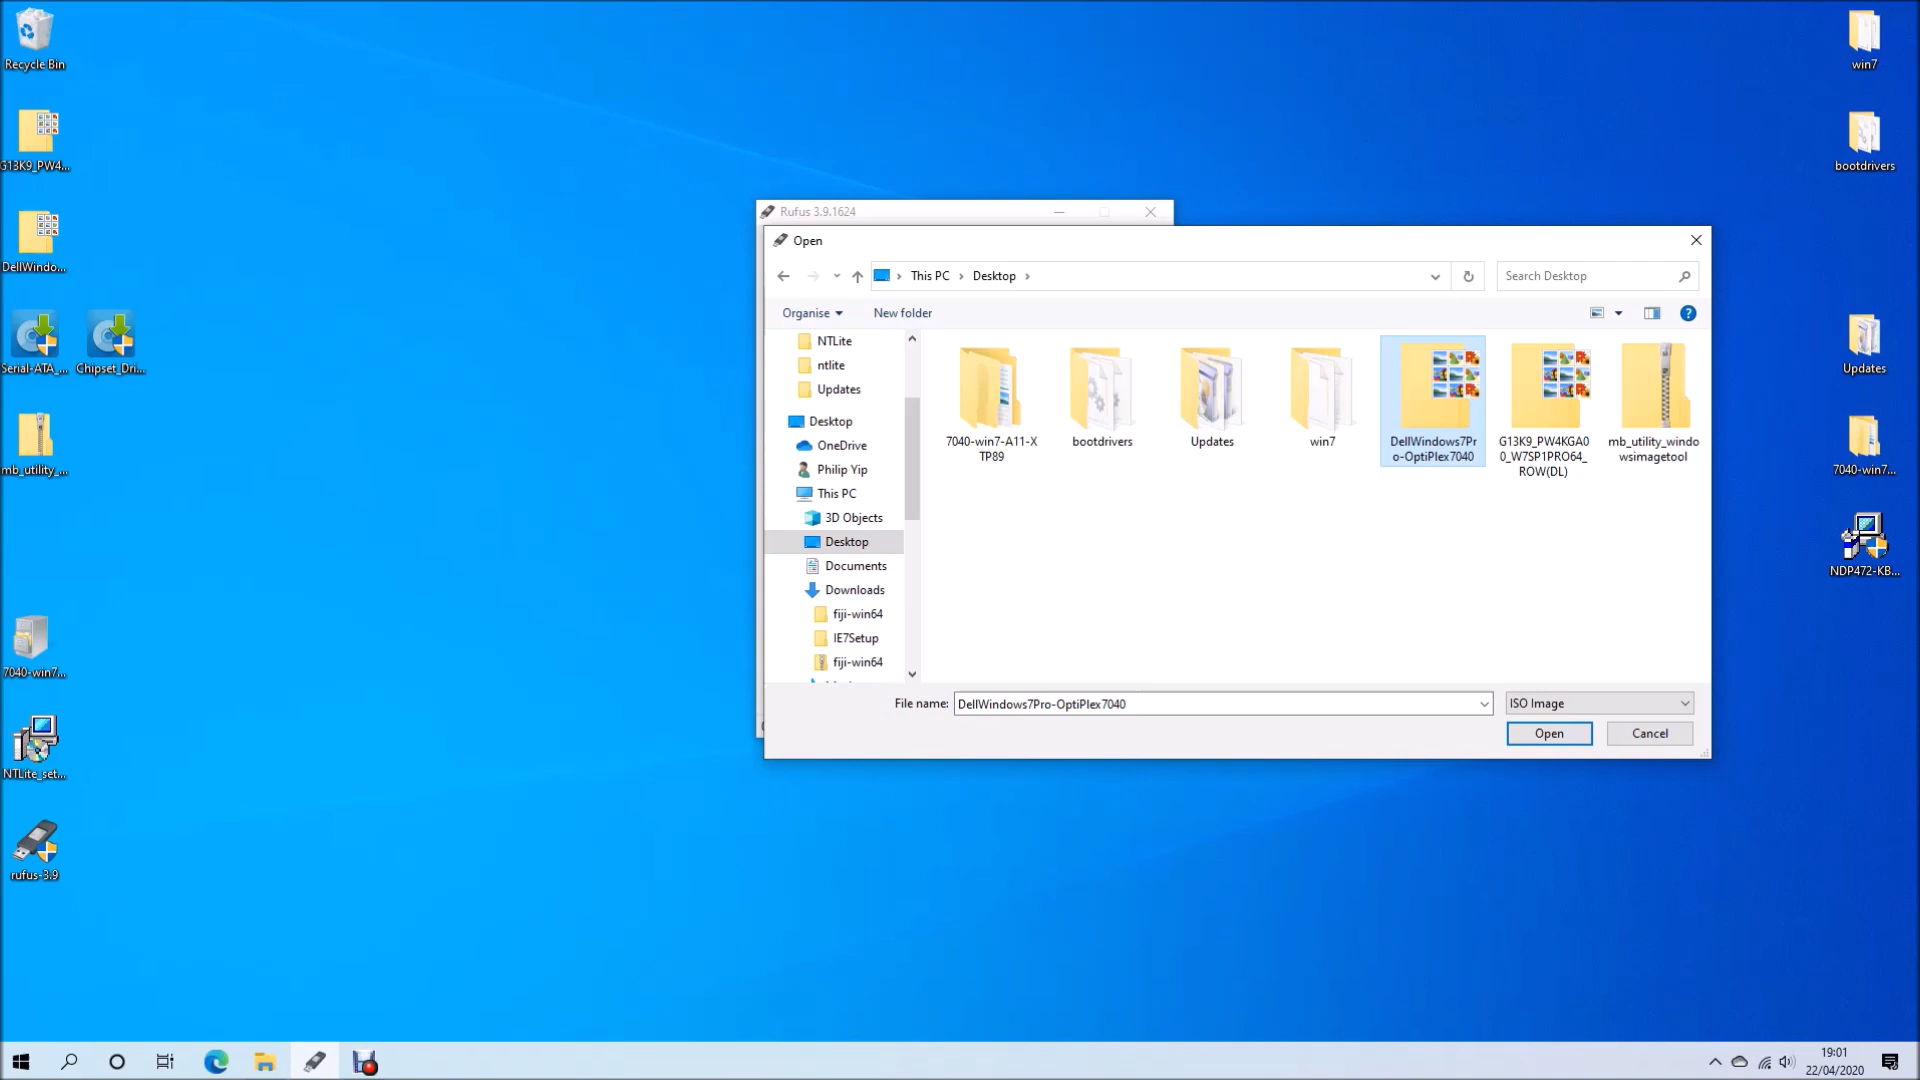 Recycle Bin
G13K9_PW4...
DellWindo...
Serial-ATA_...
Chipset_Dri...
mb_utility_...
7040-win7...
NTLite_set...
rufus-3.9
Rufus 3.9.1624
Open
This PC
Desktop
Search Desktop
Organise
New folder
NTLite
ntlite
Updates
Desktop
OneDrive
Philip Yip
This PC
3D Objects
Desktop
Documents
Downloads
fiji-win64
IE7Setup
fiji-win64
7040-win7-A11-X
TP89
bootdrivers
Updates
win7
DellWindows7Pr
o-OptiPlex7040
G13K9_PW4KGA0
0_W7SP1PRO64_
ROW(DL)
mb_utility_windo
wsimagetool
File name:
DellWindows7Pro-OptiPlex7040
ISO Image
Open
Cancel
win7
bootdrivers
Updates
7040-win7...
NDP472-KB...
19:01
22/04/2020